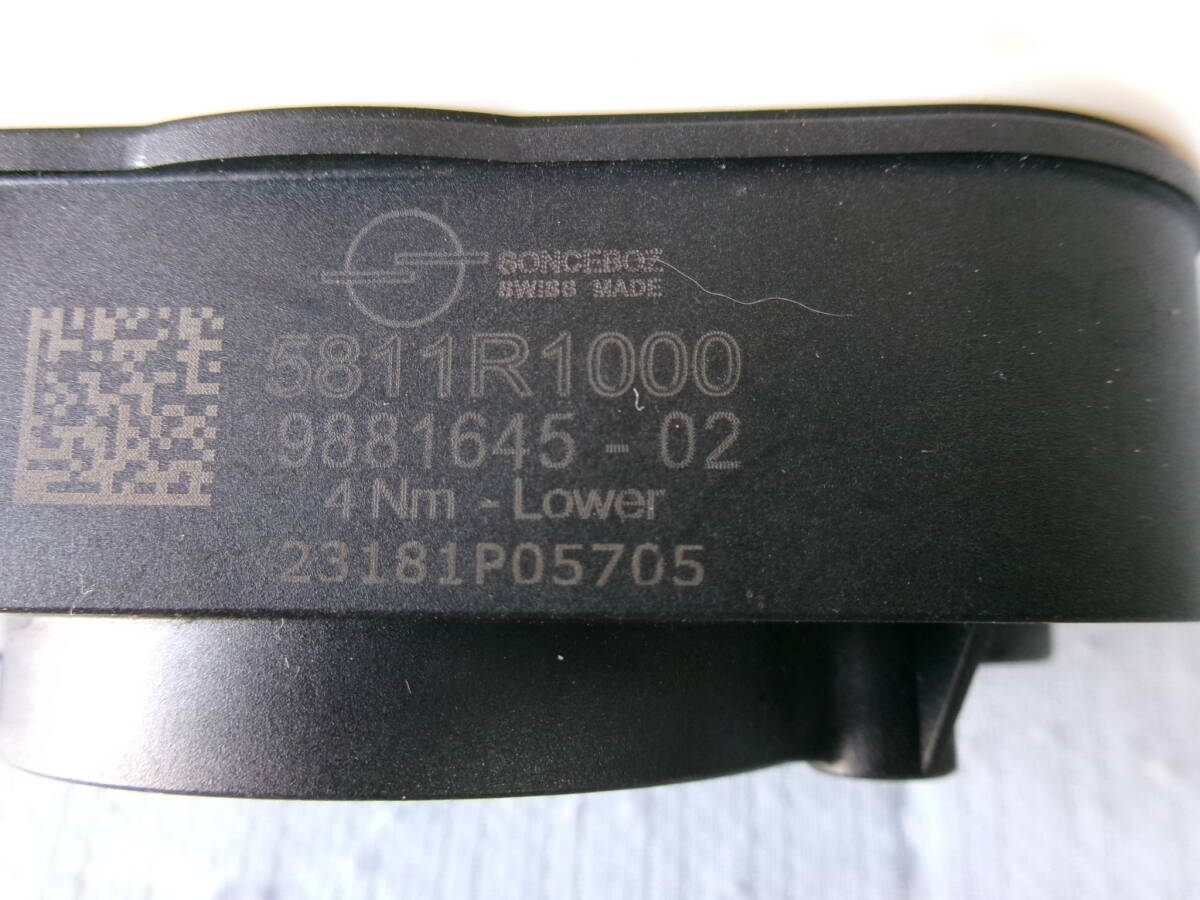 SONCEBOZ
SWISS MADE
5811R1000
9881645 - 02
4 Nm - Lower
23181P05705